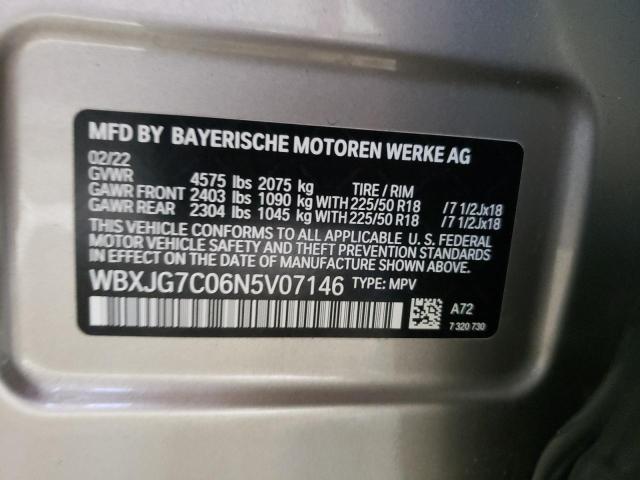 MFD BY BAYERISCHE MOTOREN WERKE AG
02/22
GVWR 4575 lbs 2075 kg TIRE / RIM
GAWR FRONT 2403 lbs 1090 kg WITH 225/50 R18 /7 1/2Jx18
GAWR REAR 2304 lbs 1045 kg WITH 225/50 R18 /7 1/2Jx18
THIS VEHICLE CONFORMS TO ALL APPLICABLE U. S. FEDERAL
MOTOR VEHICLE SAFETY AND THEFT PREVENTION STANDARDS
IN EFFECT ON THE DATE OF MANUFACTURE SHOWN ABOVE.
WBXJG7C06N5V07146 TYPE: MPV
A72
7 320 730